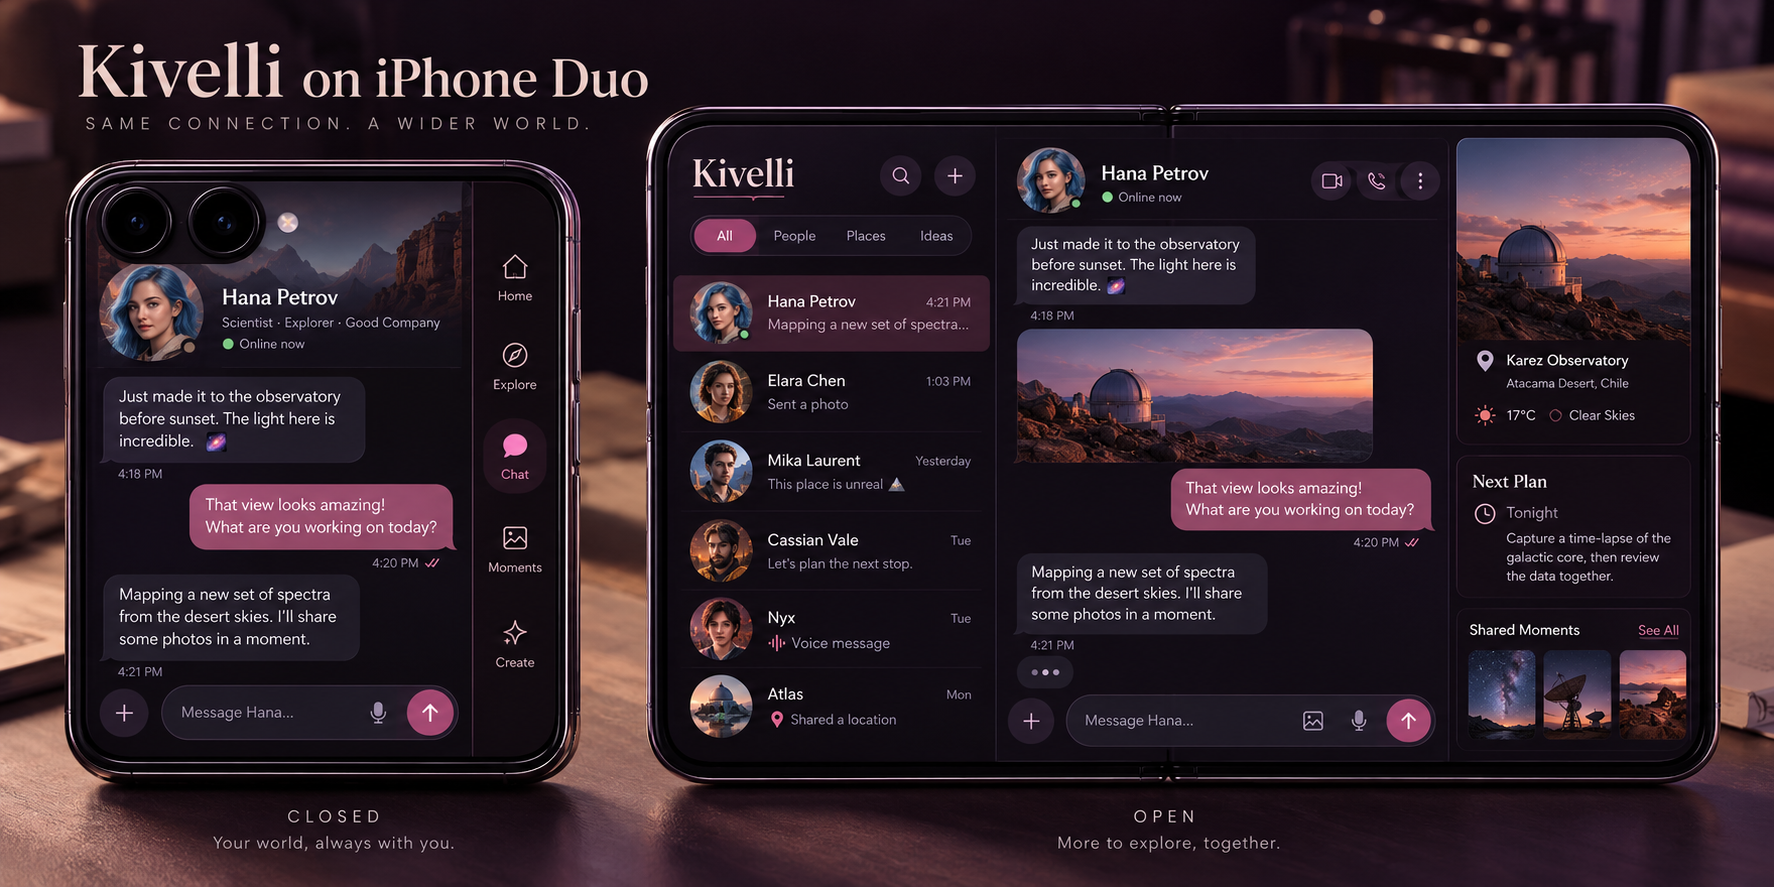 Kivelli on iPhone Duo
SAME CONNECTION. A WIDER WORLD.
Hana Petrov
Scientist · Explorer · Good Company
Online now
Just made it to the observatory
before sunset. The light here is
incredible. 🌌
4:18 PM
That view looks amazing!
What are you working on today?
4:20 PM
Mapping a new set of spectra
from the desert skies. I'll share
some photos in a moment.
4:21 PM
Message Hana...
Home
Explore
Chat
Moments
Create
CLOSED
Your world, always with you.
Kivelli
All People Places Ideas
Hana Petrov 4:21 PM
Mapping a new set of spectra...
Elara Chen 1:03 PM
Sent a photo
Mika Laurent Yesterday
This place is unreal ⛰️
Cassian Vale Tue
Let's plan the next stop.
Nyx Tue
Voice message
Atlas Mon
Shared a location
Hana Petrov
Online now
Just made it to the observatory
before sunset. The light here is
incredible. 🌌
4:18 PM
That view looks amazing!
What are you working on today?
4:20 PM
Mapping a new set of spectra
from the desert skies. I'll share
some photos in a moment.
4:21 PM
Message Hana...
Karez Observatory
Atacama Desert, Chile
17°C Clear Skies
Next Plan
Tonight
Capture a time-lapse of the
galactic core, then review
the data together.
Shared Moments See All
OPEN
More to explore, together.